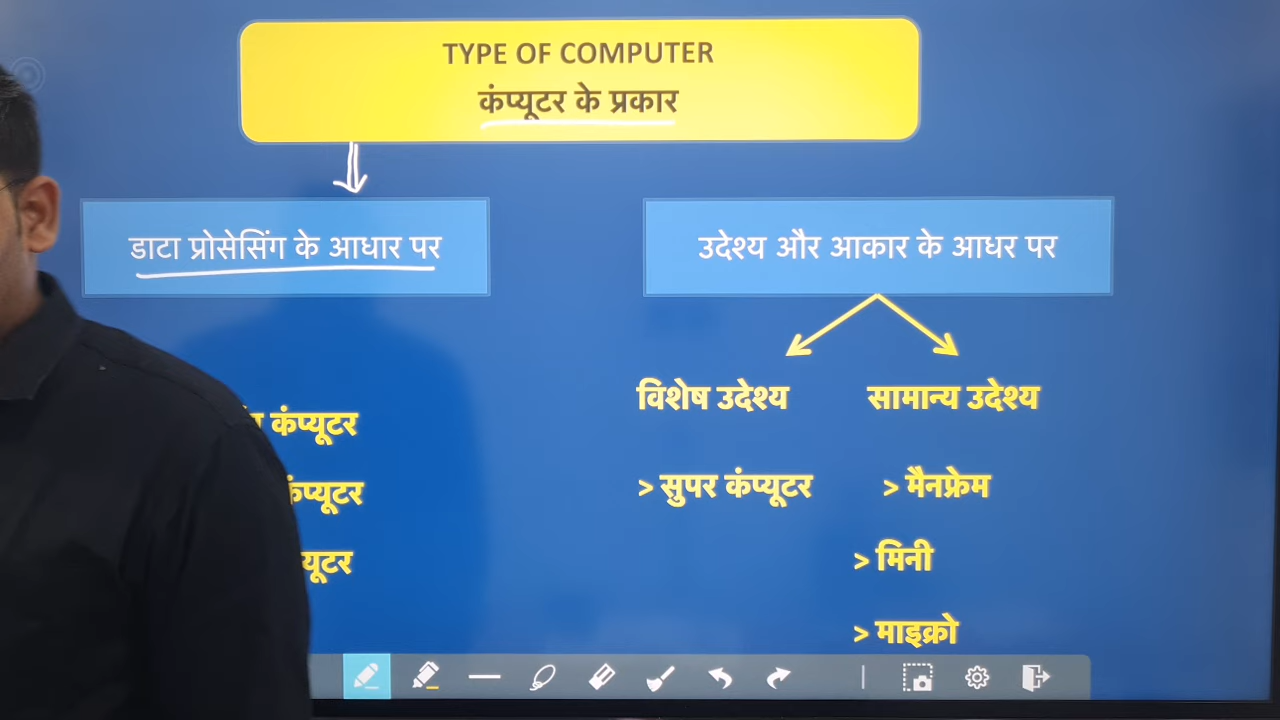 TYPE OF COMPUTER
कंप्यूटर के प्रकार
डाटा प्रोसेसिंग के आधार पर
उदेश्य और आकार के आधर पर
विशेष उदेश्य
सामान्य उदेश्य
कंप्यूटर
> सुपर कंप्यूटर
> मैनफ्रेम
कंप्यूटर
> मिनी
> माइक्रो